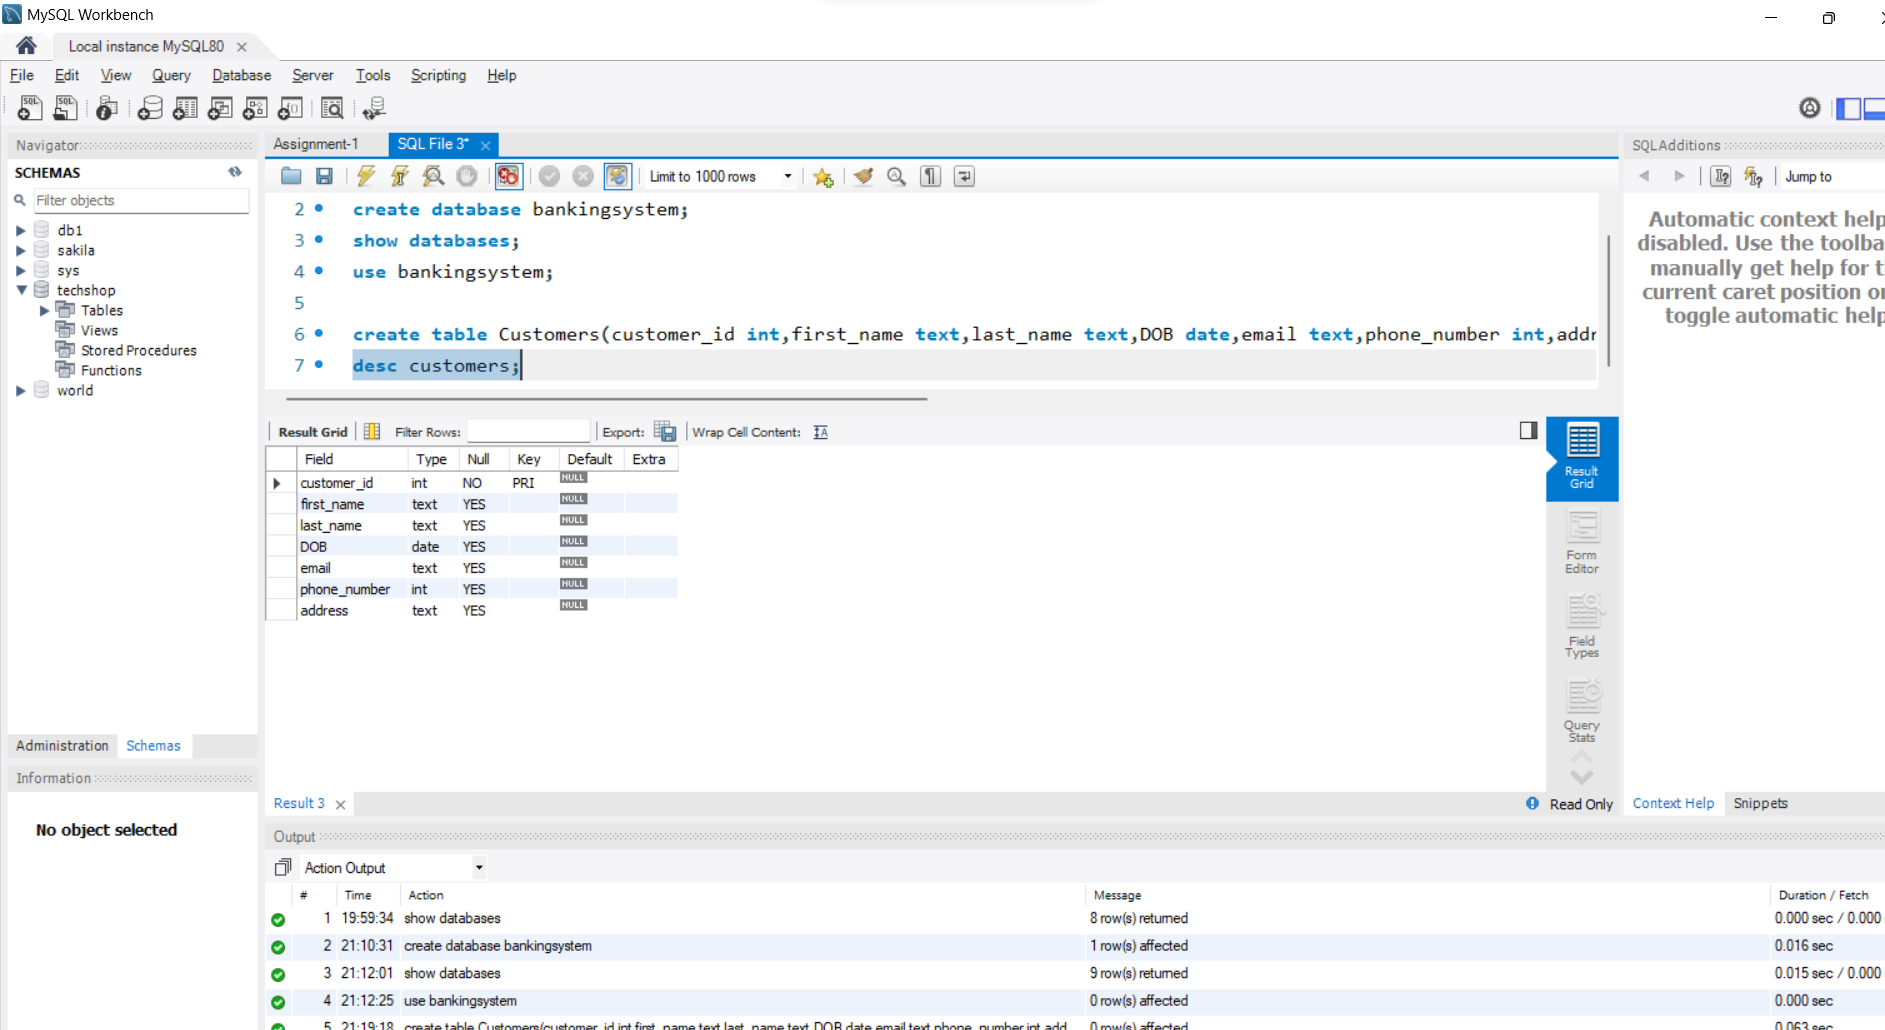 MySQL Workbench
Local instance MySQL80
File Edit View Query Database Server Tools Scripting Help
Navigator
SCHEMAS
Filter objects
db1
sakila
sys
techshop
Tables
Views
Stored Procedures
Functions
world
Administration Schemas
Information
No object selected
Assignment-1 SQL File 3*
Limit to 1000 rows
2 create database bankingsystem;
3 show databases;
4 use bankingsystem;
5
6 create table Customers(customer_id int,first_name text,last_name text,DOB date,email text,phone_number int,addr
7 desc customers;
Result Grid Filter Rows: Export: Wrap Cell Content:
Field Type Null Key Default Extra
customer_id int NO PRI NULL
first_name text YES NULL
last_name text YES NULL
DOB date YES NULL
email text YES NULL
phone_number int YES NULL
address text YES NULL
Result
Grid
Form
Editor
Field
Types
Query
Stats
Result 3 Read Only
SQLAdditions
Jump to
Automatic context help
disabled. Use the toolba
manually get help for t
current caret position or
toggle automatic help
Context Help Snippets
Output
Action Output
# Time Action Message Duration / Fetch
1 19:59:34 show databases 8 row(s) returned 0.000 sec / 0.000
2 21:10:31 create database bankingsystem 1 row(s) affected 0.016 sec
3 21:12:01 show databases 9 row(s) returned 0.015 sec / 0.000
4 21:12:25 use bankingsystem 0 row(s) affected 0.000 sec
5 21:19:18 create table Customers(customer_id int,first_name text,last_name text,DOB date,email text,phone_number int,add 0 row(s) affected 0.063 sec